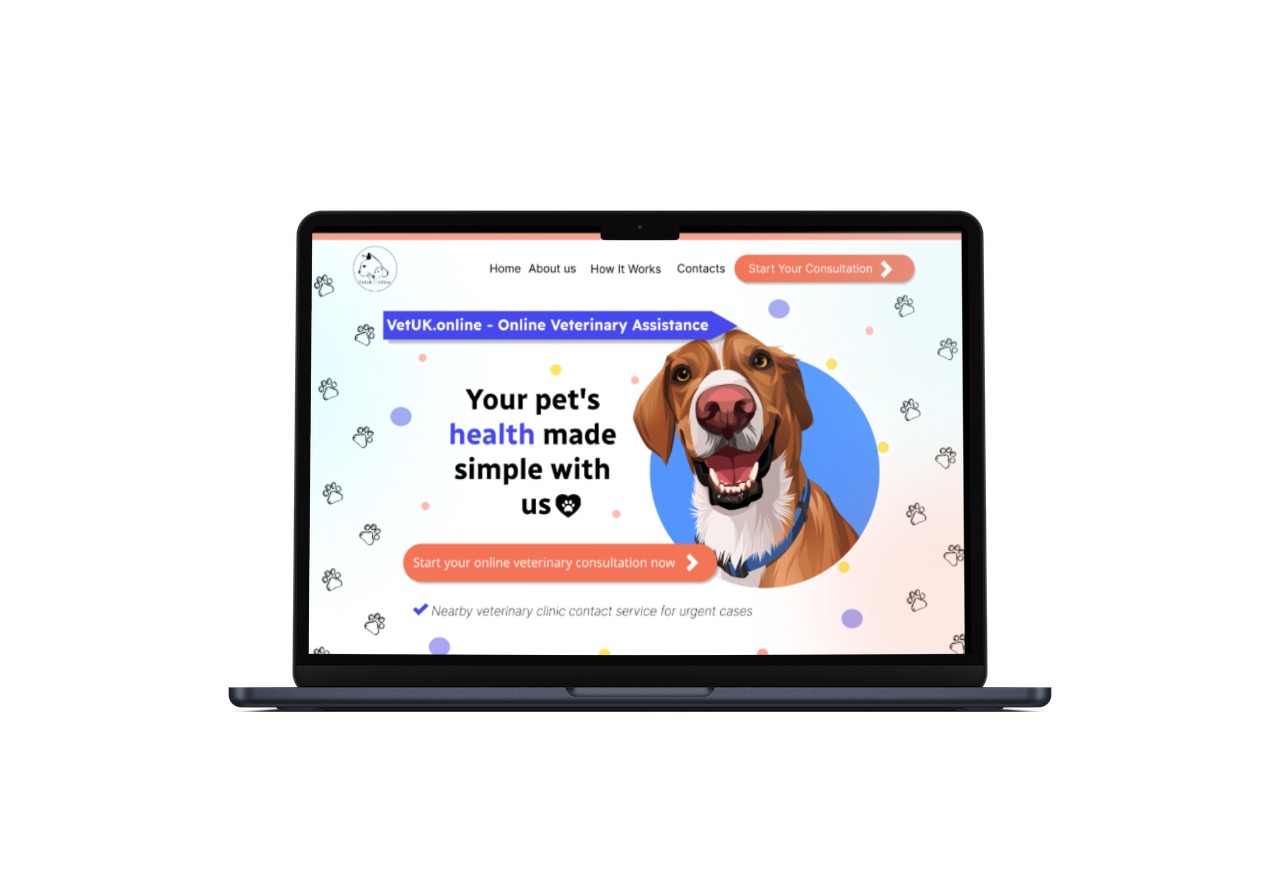 VetUK.online
Home About us How It Works Contacts Start Your Consultation
VetUK.online - Online Veterinary Assistance
Your pet's
health made
simple with
us
Start your online veterinary consultation now
Nearby veterinary clinic contact service for urgent cases